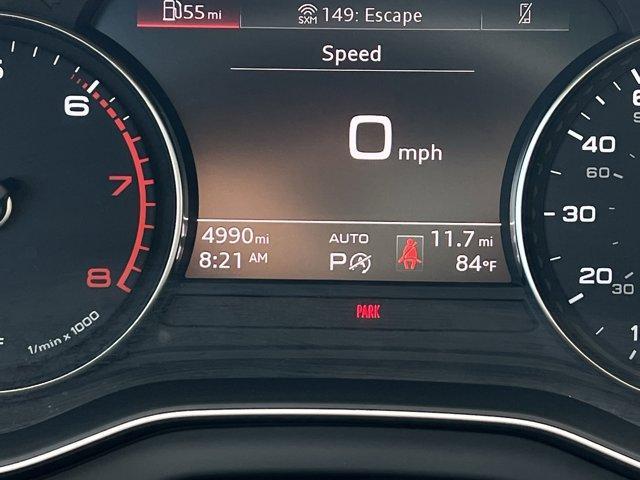 55 mi
SXM 149: Escape
Speed
0 mph
4990 mi
AUTO
11.7 mi
8:21 AM
P
84°F
PARK
6
7
8
1/min x 1000
40
60
30
20
30